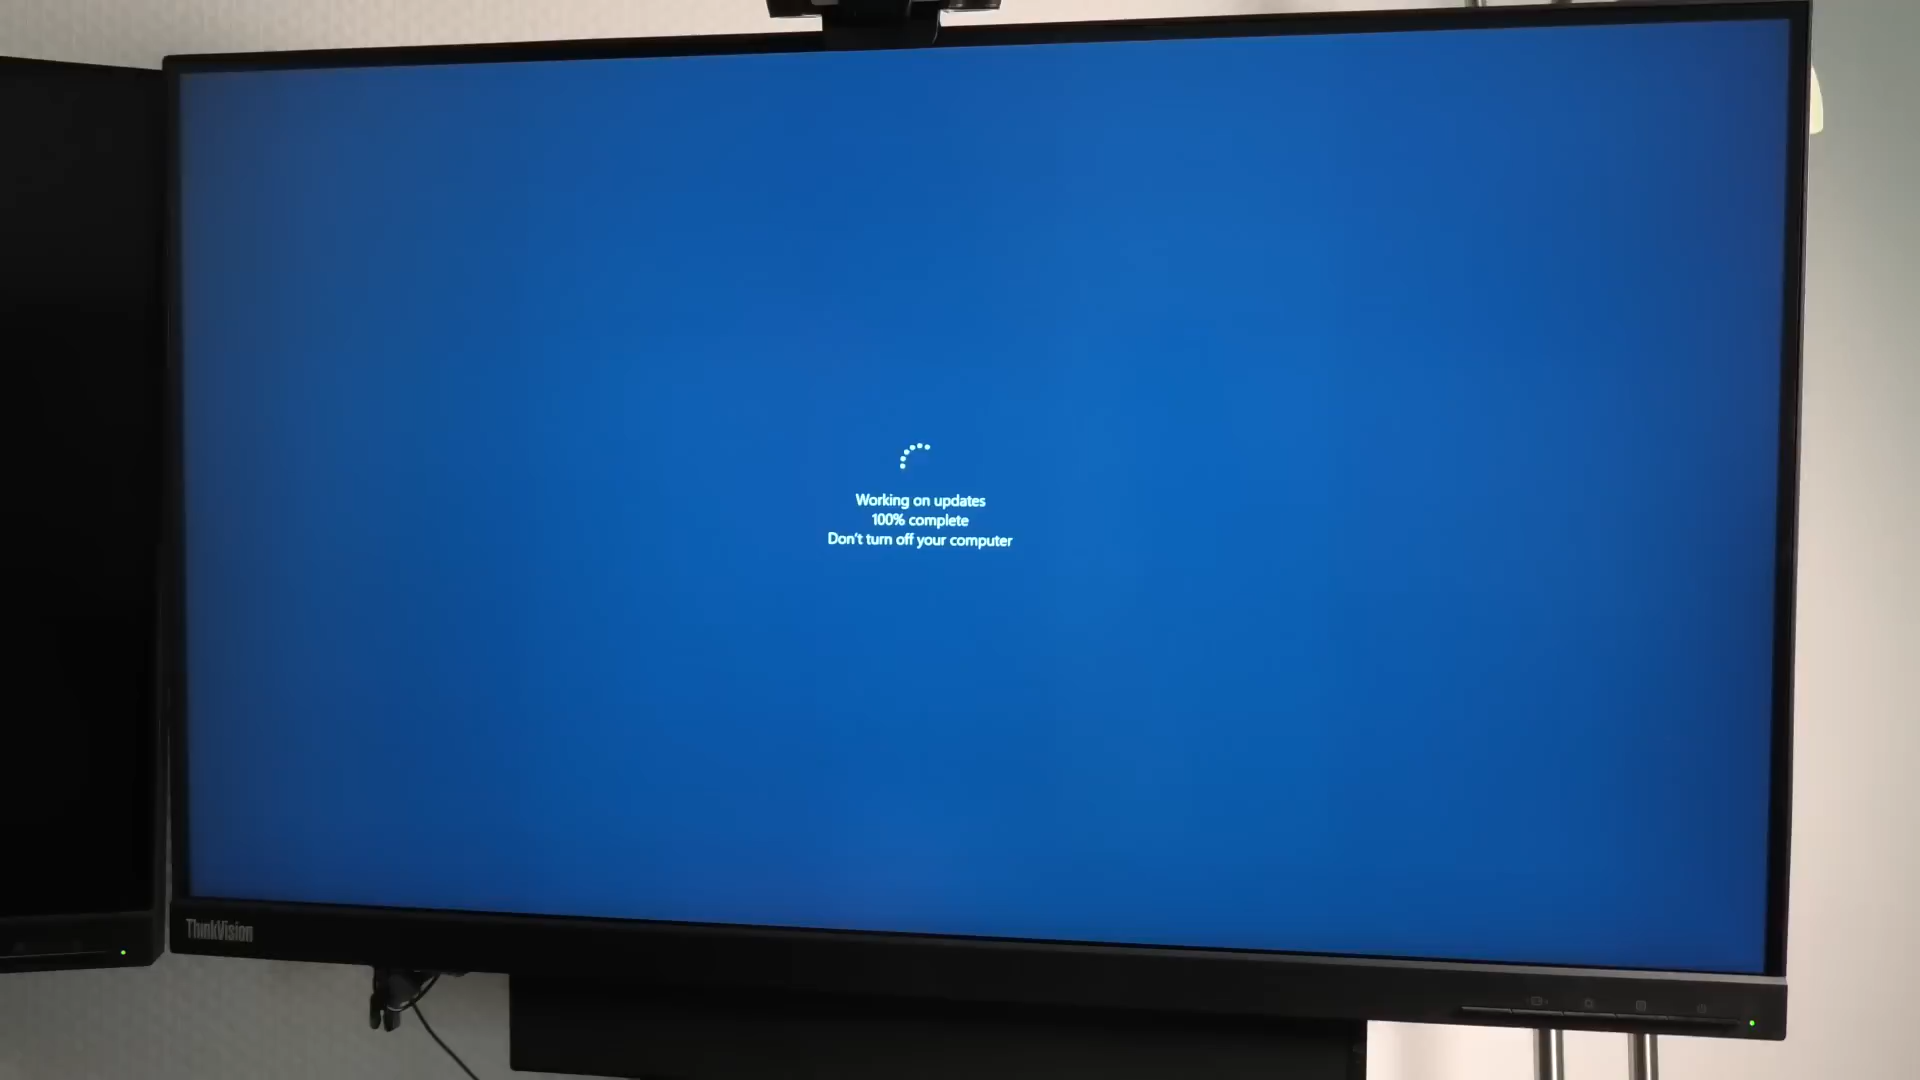 Working on updates
100% complete
Don't turn off your computer
ThinkVision